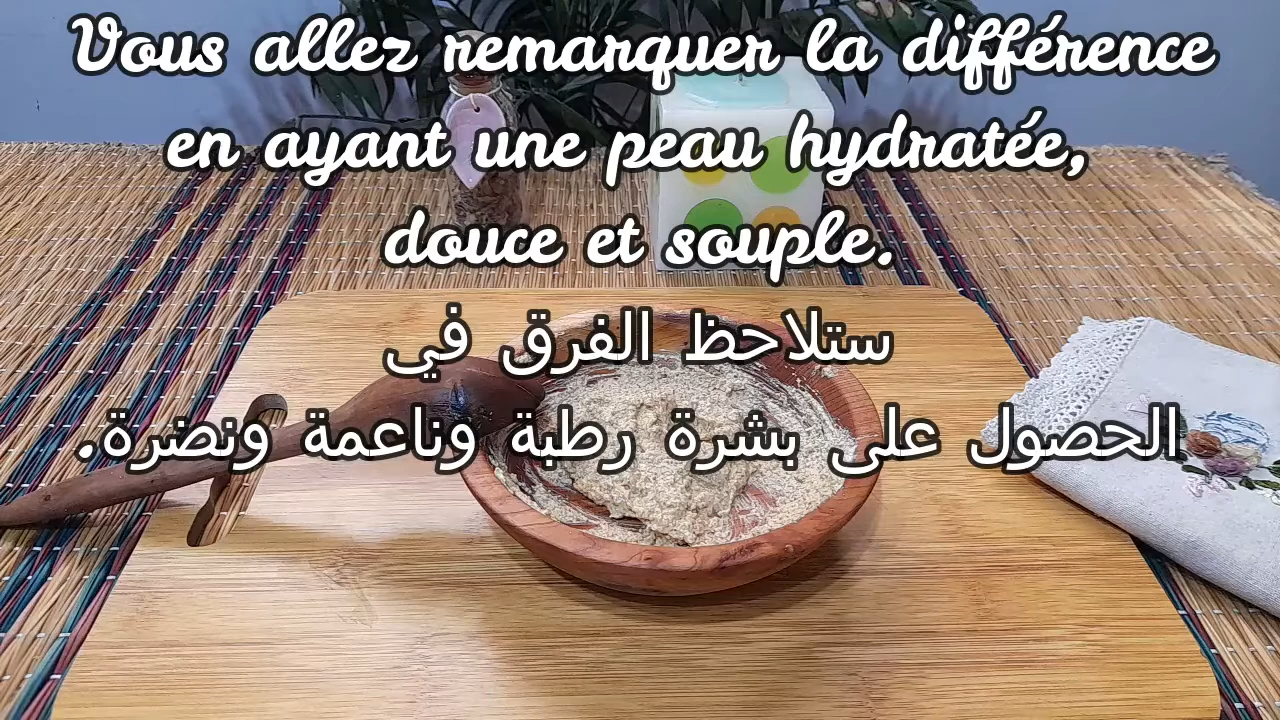 Vous allez remarquer la différence
en ayant une peau hydratée,
douce et souple.
ستلاحظ الفرق في
الحصول على بشرة رطبة وناعمة ونضرة.